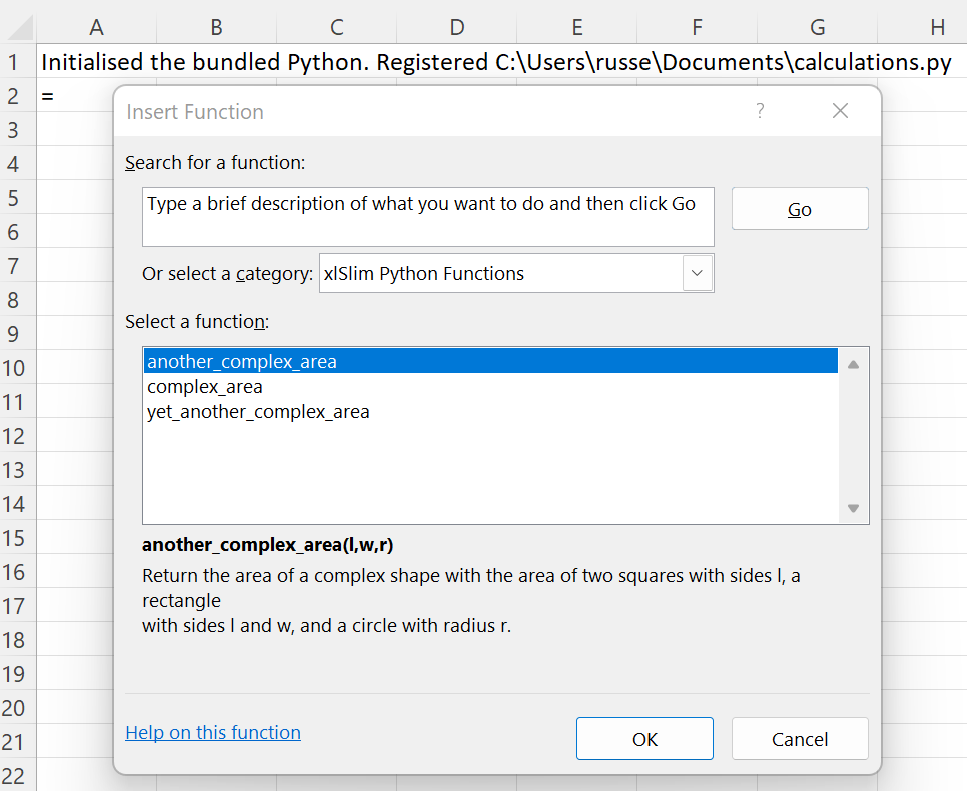 A B C D E F G H
1 Initialised the bundled Python. Registered C:\Users\russe\Documents\calculations.py
2 =
Insert Function ?
3
Search for a function:
4
5 Type a brief description of what you want to do and then click Go Go
6
7 Or select a category: xlSlim Python Functions
8
Select a function:
9
10 another_complex_area
complex_area
11
yet_another_complex_area
12
13
14
15 another_complex_area(l,w,r)
16 Return the area of a complex shape with the area of two squares with sides l, a
rectangle
17
with sides l and w, and a circle with radius r.
18
19
20
Help on this function OK Cancel
21
22